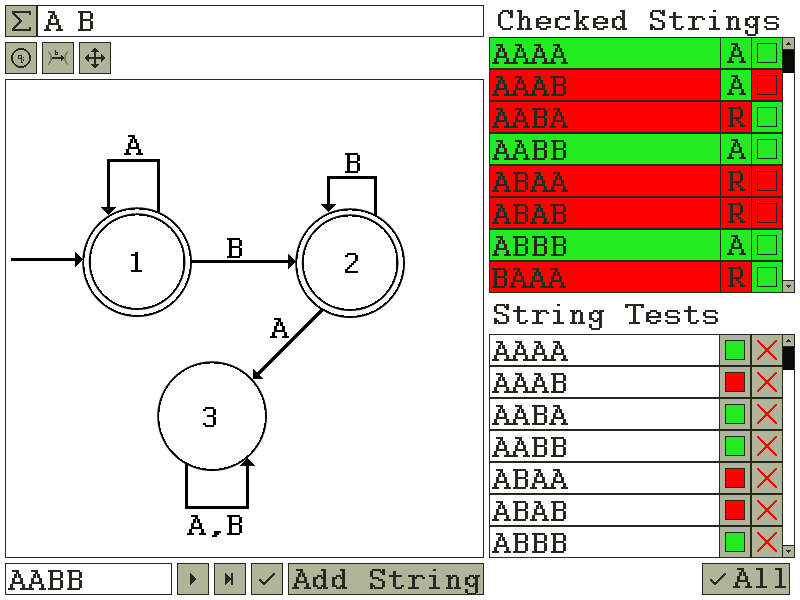 Σ A B
Checked Strings
AAAA A
AAAB A
AABA R
AABB A
ABAA R
ABAB R
ABBB A
BAAA R
A
B
1
B
2
A
3
A,B
String Tests
AAAA
AAAB
AABA
AABB
ABAA
ABAB
ABBB
AABB
Add String
All